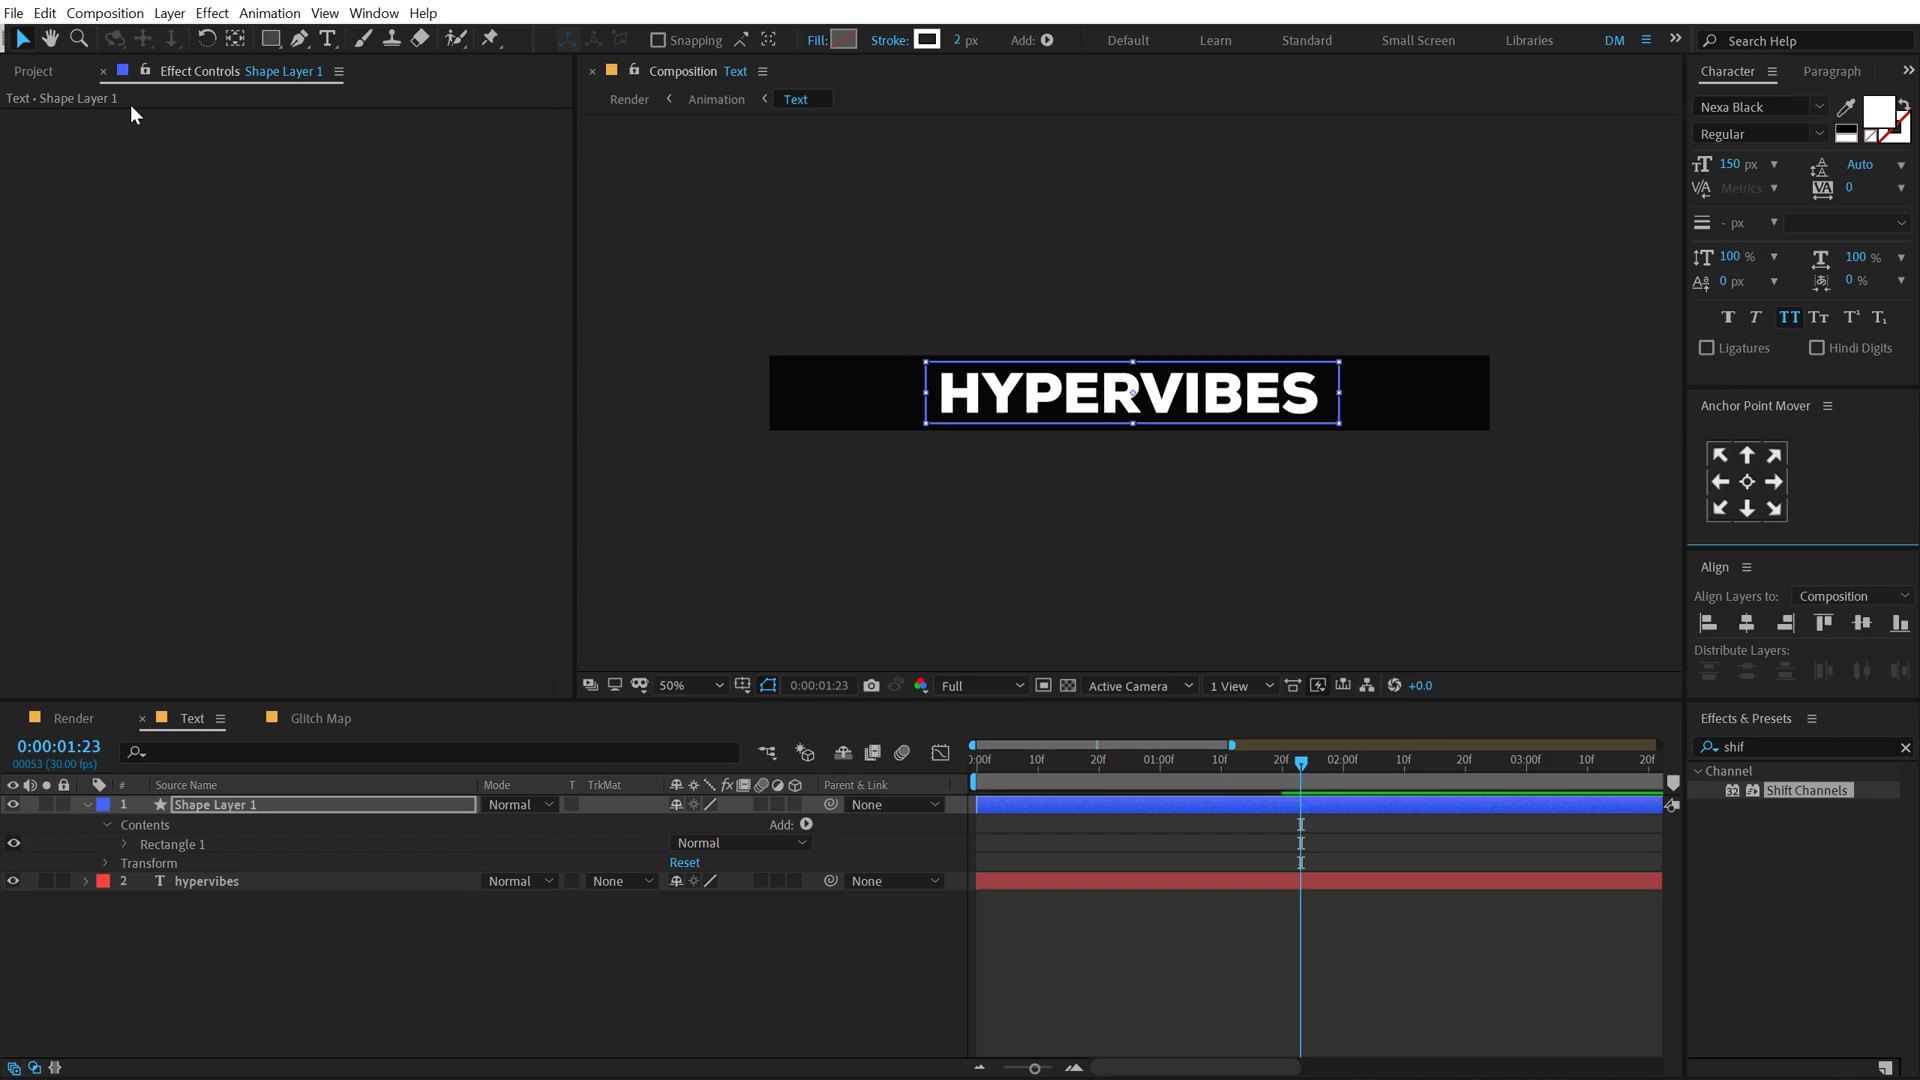 File Edit Composition Layer Effect Animation View Window Help
Snapping Fill: Stroke: 2 px Add: Default Learn Standard Small Screen Libraries DM Search Help
Project Effect Controls Shape Layer 1
Text • Shape Layer 1
Composition Text
Render Animation Text
HYPERVIBES
50% 0:00:01:23 Full Active Camera 1 View +0.0
Character Paragraph
Nexa Black
Regular
150 px Auto
Metrics 0
- px
100 % 100 %
0 px 0 %
T T TT Tт T¹ T₁
Ligatures Hindi Digits
Anchor Point Mover
Align
Align Layers to: Composition
Distribute Layers:
Effects & Presets
shif
Channel
32 Shift Channels
Render Text Glitch Map
0:00:01:23
00053 (30.00 fps)
# Source Name Mode T TrkMat Parent & Link
):00f 10f 20f 01:00f 10f 20f 02:00f 10f 20f 03:00f 10f 20f
1 Shape Layer 1 Normal None
Contents Add:
Rectangle 1 Normal
Transform Reset
2 T hypervibes Normal None None